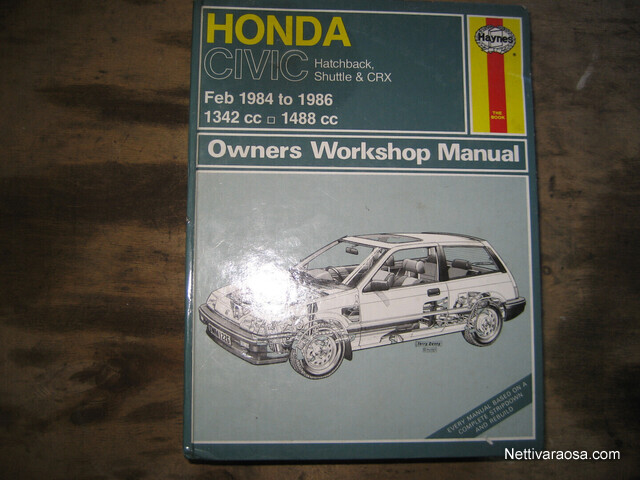 HONDA
CIVIC
Hatchback,
Shuttle & CRX
Feb 1984 to 1986
1342 cc □ 1488 cc
Haynes
THE
BOOK
Owners Workshop Manual
EVERY MANUAL BASED ON A
COMPLETE STRIPDOWN
AND REBUILD
Nettivaraosa.com